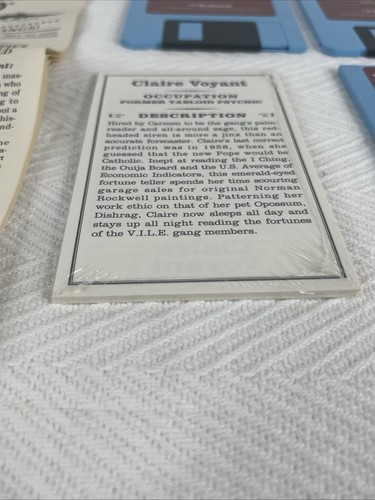 Claire Voyant
OCCUPATION
FORMER TABLOID PSYCHIC
DESCRIPTION
Hired by Carmen to be the gang's palm-
reader and all-around sage, this red-
headed siren is more a jinx than an
accurate forecaster. Claire's last correct
prediction was in 1958, when she
guessed that the new Pope would be
Catholic. Inept at reading the I Ching,
the Ouija Board and the U.S. Average of
Economic Indicators, this emerald-eyed
fortune teller spends her time scouring
garage sales for original Norman
Rockwell paintings. Patterning her
work ethic on that of her pet Opossum,
Dishrag, Claire now sleeps all day and
stays up all night reading the fortunes
of the V.I.L.E. gang members.